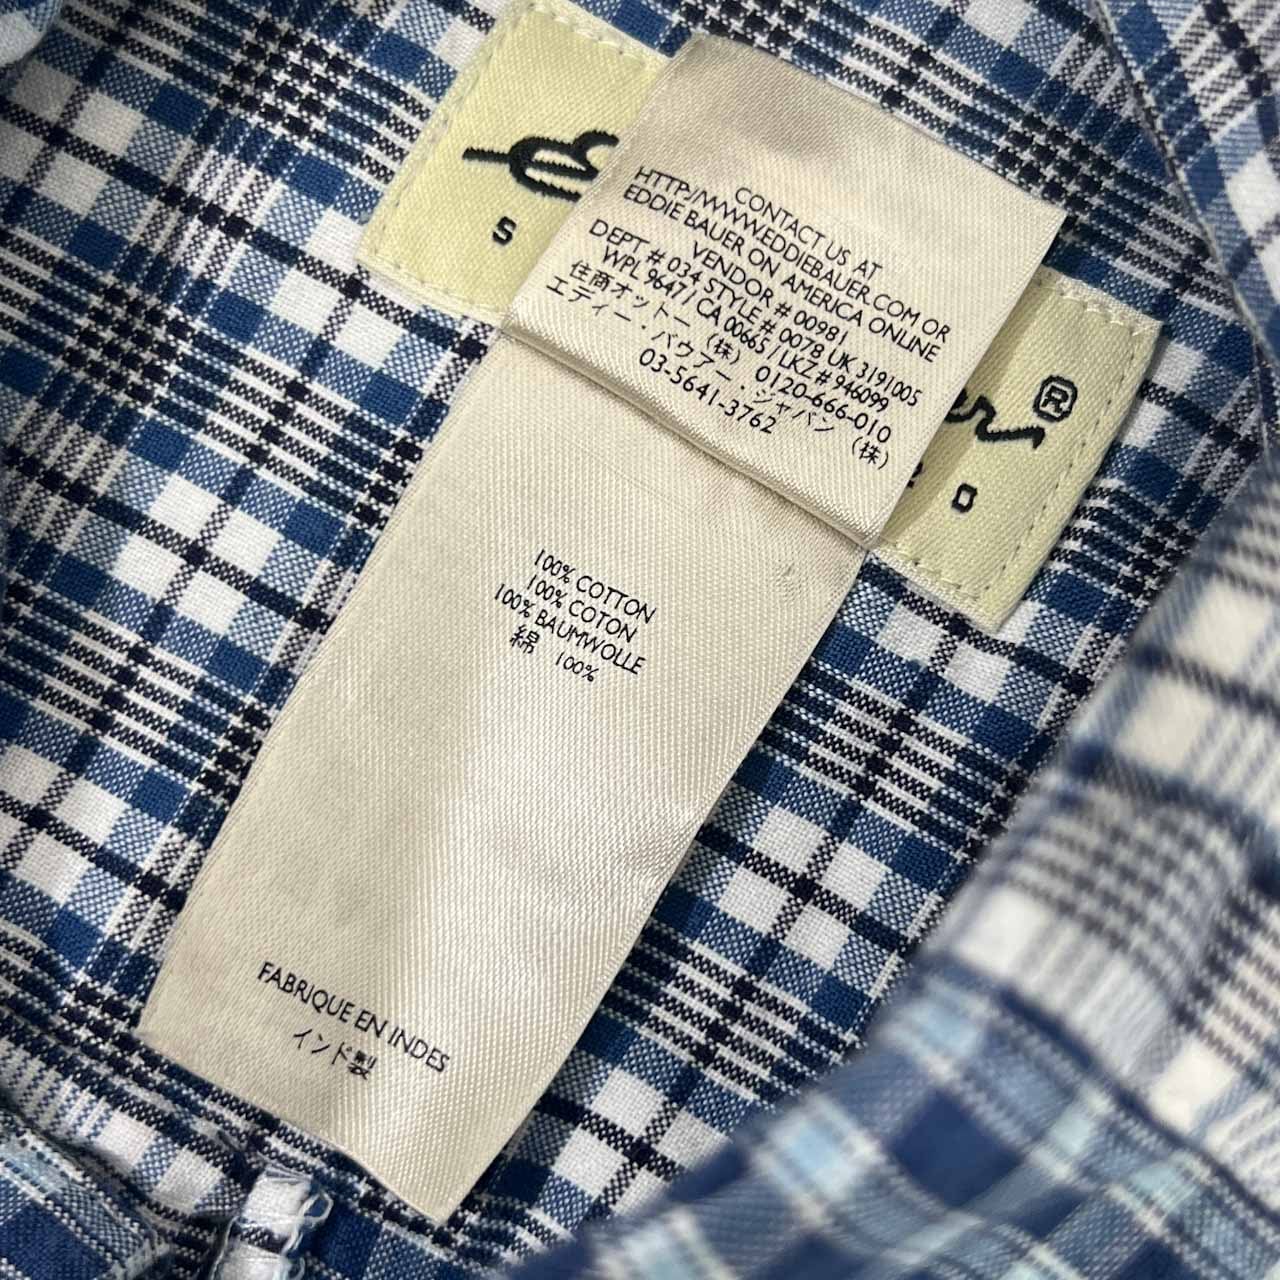 S
R
CONTACT US AT
HTTP//WWW.EDDIEBAUER.COM OR
EDDIE BAUER ON AMERICA ONLINE
VENDOR # 00981
DEPT # 034 STYLE # 0078 UK 3191005
WPL 9647 / CA 00665 / LKZ # 946099
住商オットー (株) 0120-666-010
エディー・バウアー・ジャパン (株)
03-5641-3762
100% COTTON
100% COTON
100% BAUMWOLLE
綿 100%
FABRIQUE EN INDES
インド製